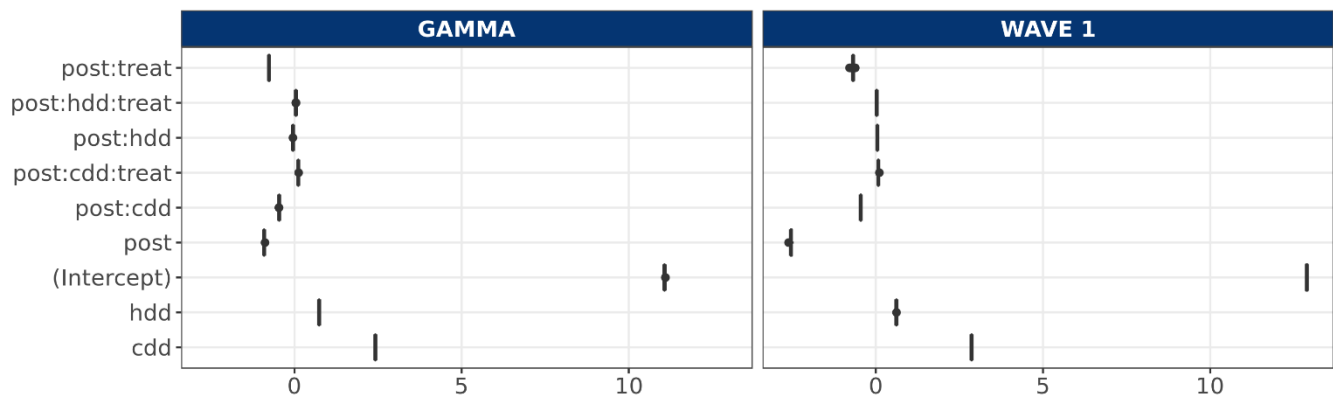 GAMMA WAVE 1
post:treat
post:hdd:treat
post:hdd
post:cdd:treat
post:cdd
post
(Intercept)
hdd
cdd
0 5 10 0 5 10